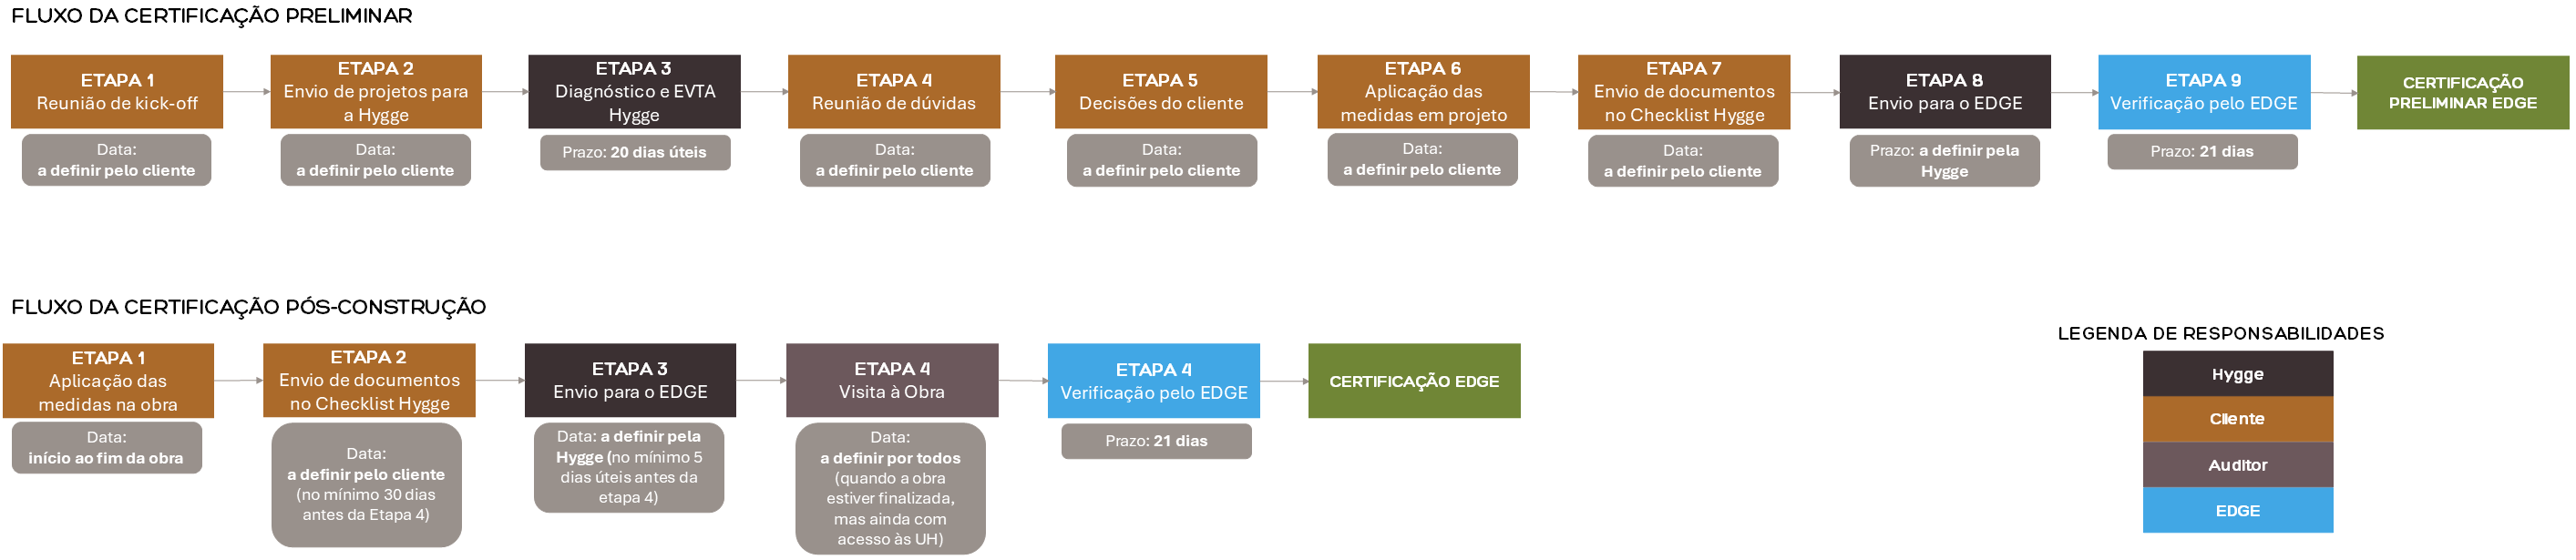 FLUXO DA CERTIFICAÇÃO PRELIMINAR
ETAPA 1
Reunião de kick-off
Data:
a definir pelo cliente
ETAPA 2
Envio de projetos para
a Hygge
Data:
a definir pelo cliente
ETAPA 3
Diagnóstico e EVTA
Hygge
Prazo: 20 dias úteis
ETAPA 4
Reunião de dúvidas
Data:
a definir pelo cliente
ETAPA 5
Decisões do cliente
Data:
a definir pelo cliente
ETAPA 6
Aplicação das
medidas em projeto
Data:
a definir pelo cliente
ETAPA 7
Envio de documentos
no Checklist Hygge
Data:
a definir pelo cliente
ETAPA 8
Envio para o EDGE
Prazo: a definir pela
Hygge
ETAPA 9
Verificação pelo EDGE
Prazo: 21 dias
CERTIFICAÇÃO
PRELIMINAR EDGE
FLUXO DA CERTIFICAÇÃO PÓS-CONSTRUÇÃO
ETAPA 1
Aplicação das
medidas na obra
Data:
início ao fim da obra
ETAPA 2
Envio de documentos
no Checklist Hygge
Data:
a definir pelo cliente
(no mínimo 30 dias
antes da Etapa 4)
ETAPA 3
Envio para o EDGE
Data: a definir pela
Hygge (no mínimo 5
dias úteis antes da
etapa 4)
ETAPA 4
Visita à Obra
Data:
a definir por todos
(quando a obra
estiver finalizada,
mas ainda com
acesso às UH)
ETAPA 4
Verificação pelo EDGE
Prazo: 21 dias
CERTIFICAÇÃO EDGE
LEGENDA DE RESPONSABILIDADES
Hygge
Cliente
Auditor
EDGE